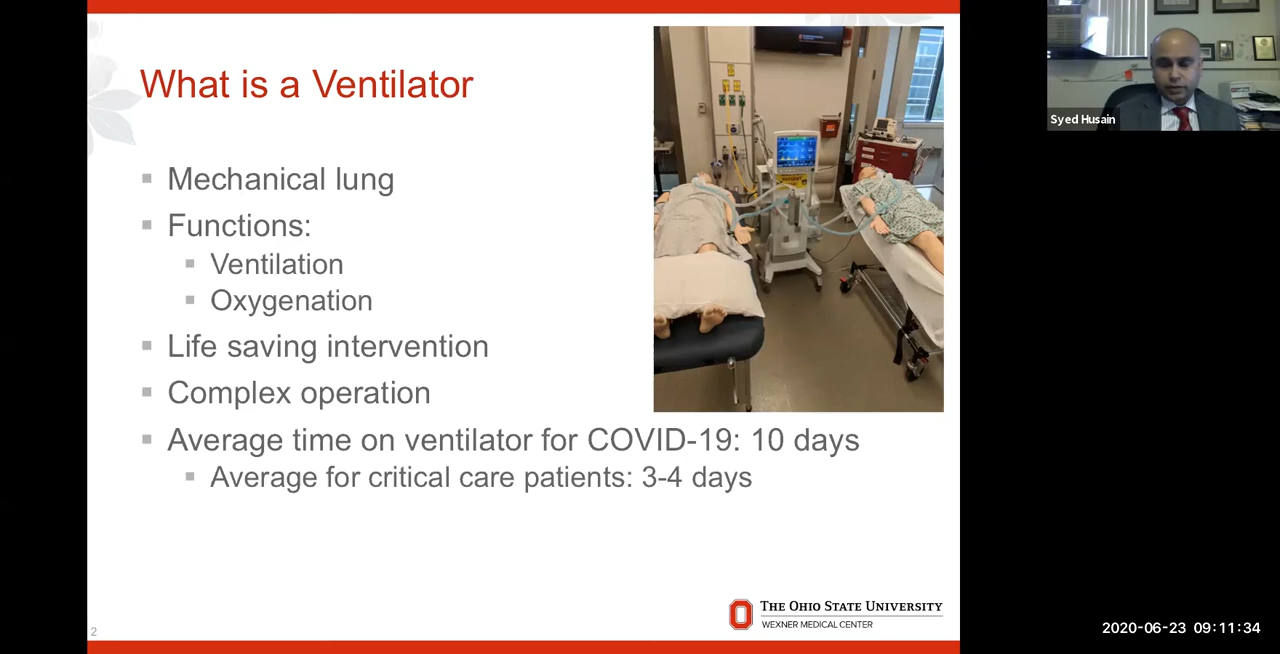 What is a Ventilator
Mechanical lung
Functions:
Ventilation
Oxygenation
Life saving intervention
Complex operation
Average time on ventilator for COVID-19: 10 days
Average for critical care patients: 3-4 days
THE OHIO STATE UNIVERSITY
WEXNER MEDICAL CENTER
2
Syed Husain
2020-06-23 09:11:34